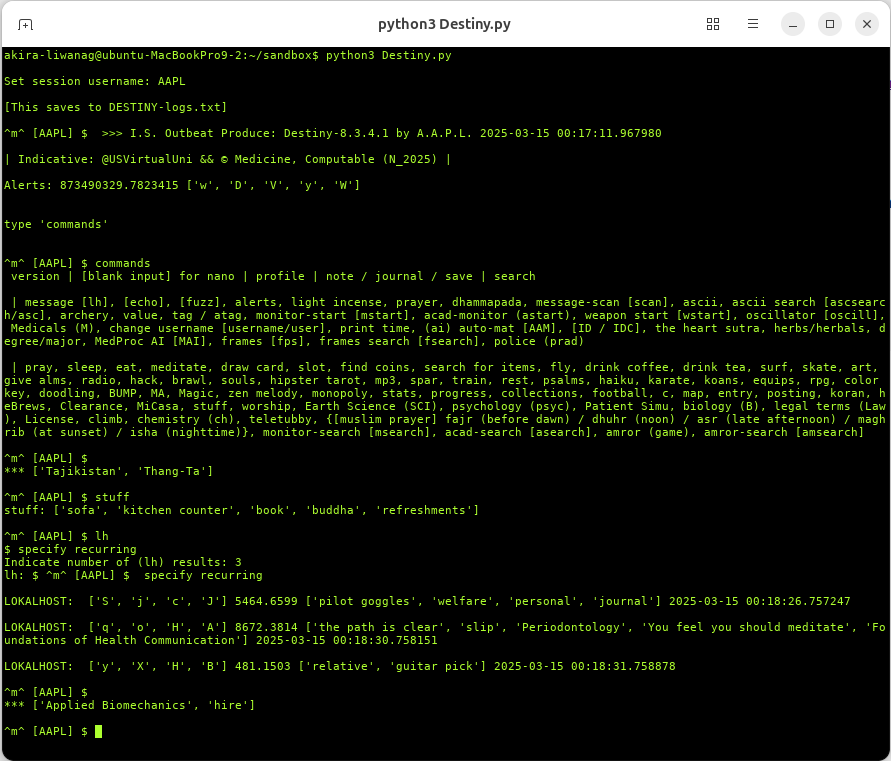 python3 Destiny.py
akira-liwanag@ubuntu-MacBookPro9-2:~/sandbox$ python3 Destiny.py
Set session username: AAPL
[This saves to DESTINY-logs.txt]
^m^ [AAPL] $  >>> I.S. Outbeat Produce: Destiny-8.3.4.1 by A.A.P.L. 2025-03-15 00:17:11.967980
| Indicative: @USVirtualUni && © Medicine, Computable (N_2025) |
Alerts: 873490329.7823415 ['w', 'D', 'V', 'y', 'W']
type 'commands'
^m^ [AAPL] $ commands
 version | [blank input] for nano | profile | note / journal / save | search
 | message [lh], [echo], [fuzz], alerts, light incense, prayer, dhammapada, message-scan [scan], ascii, ascii search [ascsearc
h/asc], archery, value, tag / atag, monitor-start [mstart], acad-monitor (astart), weapon start [wstart], oscillator [oscill],
 Medicals (M), change username [username/user], print time, (ai) auto-mat [AAM], [ID / IDC], the heart sutra, herbs/herbals, d
egree/major, MedProc AI [MAI], frames [fps], frames search [fsearch], police (prad)
 | pray, sleep, eat, meditate, draw card, slot, find coins, search for items, fly, drink coffee, drink tea, surf, skate, art,
give alms, radio, hack, brawl, souls, hipster tarot, mp3, spar, train, rest, psalms, haiku, karate, koans, equips, rpg, color
key, doodling, BUMP, MA, Magic, zen melody, monopoly, stats, progress, collections, football, c, map, entry, posting, koran, h
eBrews, Clearance, MiCasa, stuff, worship, Earth Science (SCI), psychology (psyc), Patient Simu, biology (B), legal terms (Law
), License, climb, chemistry (ch), teletubby, {[muslim prayer] fajr (before dawn) / dhuhr (noon) / asr (late afternoon) / magh
rib (at sunset) / isha (nighttime)}, monitor-search [msearch], acad-search [asearch], amror (game), amror-search [amsearch]
^m^ [AAPL] $
*** ['Tajikistan', 'Thang-Ta']
^m^ [AAPL] $ stuff
stuff: ['sofa', 'kitchen counter', 'book', 'buddha', 'refreshments']
^m^ [AAPL] $ lh
$ specify recurring
Indicate number of (lh) results: 3
lh: $ ^m^ [AAPL] $  specify recurring
LOKALHOST:  ['S', 'j', 'c', 'J'] 5464.6599 ['pilot goggles', 'welfare', 'personal', 'journal'] 2025-03-15 00:18:26.757247
LOKALHOST:  ['q', 'o', 'H', 'A'] 8672.3814 ['the path is clear', 'slip', 'Periodontology', 'You feel you should meditate', 'Fo
undations of Health Communication'] 2025-03-15 00:18:30.758151
LOKALHOST:  ['y', 'X', 'H', 'B'] 481.1503 ['relative', 'guitar pick'] 2025-03-15 00:18:31.758878
^m^ [AAPL] $
*** ['Applied Biomechanics', 'hire']
^m^ [AAPL] $